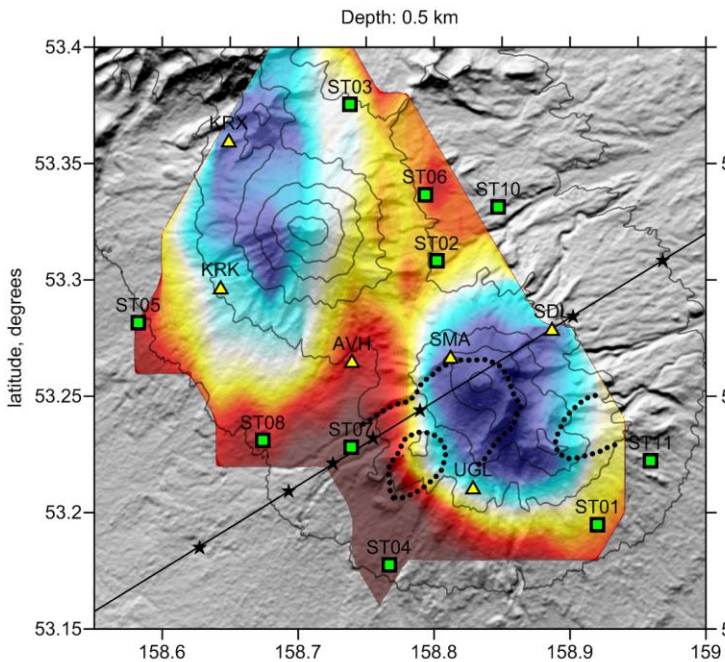 Depth: 0.5 km
53.4
ST03
KRX
53.35
ST06
ST10
ST02
53.3
KRK
ST05
SDL
AVH
SMA
latitude, degrees
53.25
ST08
ST07
ST11
UGL
53.2
ST01
ST04
53.15
158.6
158.7
158.8
158.9
159